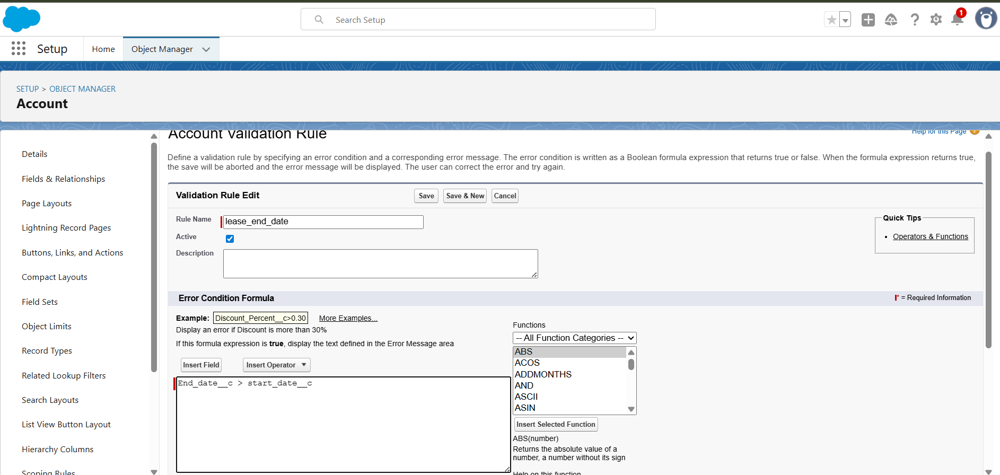 Search Setup
1
Setup
Home
Object Manager
SETUP > OBJECT MANAGER
Account
Details
Fields & Relationships
Page Layouts
Lightning Record Pages
Buttons, Links, and Actions
Compact Layouts
Field Sets
Object Limits
Record Types
Related Lookup Filters
Search Layouts
List View Button Layout
Hierarchy Columns
Scoping Rules
Account Validation Rule
Help for this Page
Define a validation rule by specifying an error condition and a corresponding error message. The error condition is written as a Boolean formula expression that returns true or false. When the formula expression returns true,
the save will be aborted and the error message will be displayed. The user can correct the error and try again.
Validation Rule Edit
Save
Save & New
Cancel
Rule Name
lease_end_date
Active
Description
Quick Tips
• Operators & Functions
Error Condition Formula
* = Required Information
Example: Discount_Percent__c>0.30 More Examples...
Display an error if Discount is more than 30%
If this formula expression is true, display the text defined in the Error Message area
Insert Field
Insert Operator
End_date__c > start_date__c
Functions
-- All Function Categories --
ABS
ACOS
ADDMONTHS
AND
ASCII
ASIN
Insert Selected Function
ABS(number)
Returns the absolute value of a
number, a number without its sign
Help on this function